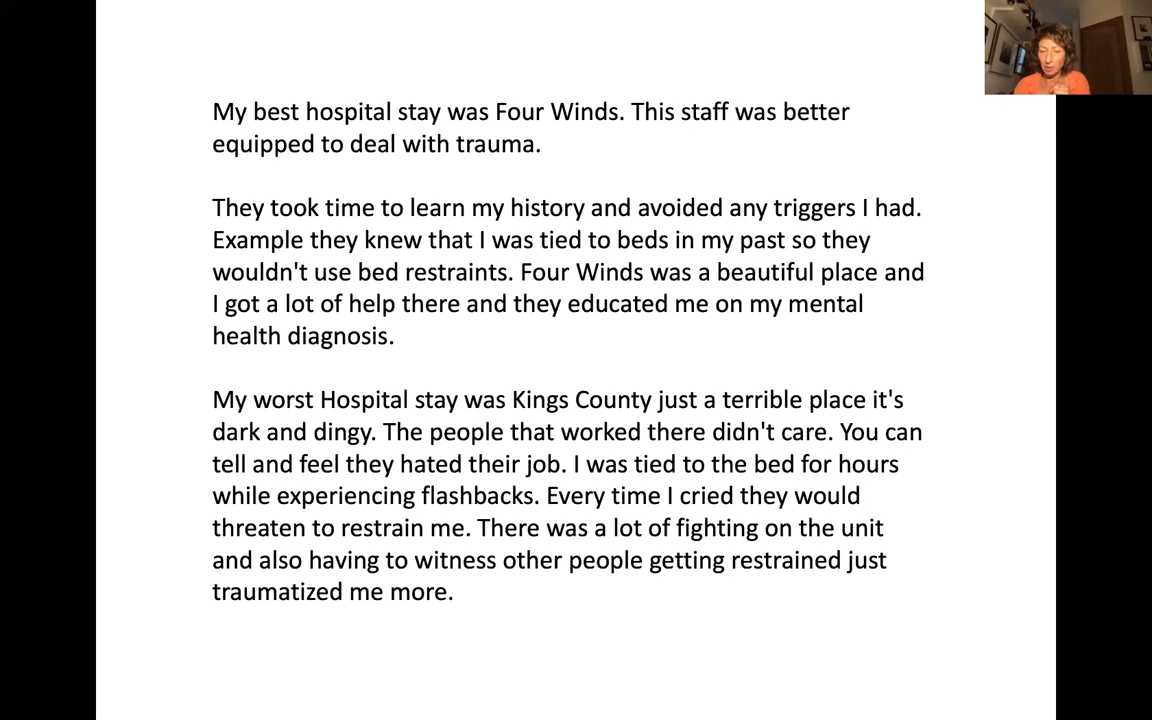 My best hospital stay was Four Winds. This staff was better
equipped to deal with trauma.
They took time to learn my history and avoided any triggers I had.
Example they knew that I was tied to beds in my past so they
wouldn't use bed restraints. Four Winds was a beautiful place and
I got a lot of help there and they educated me on my mental
health diagnosis.
My worst Hospital stay was Kings County just a terrible place it's
dark and dingy. The people that worked there didn't care. You can
tell and feel they hated their job. I was tied to the bed for hours
while experiencing flashbacks. Every time I cried they would
threaten to restrain me. There was a lot of fighting on the unit
and also having to witness other people getting restrained just
traumatized me more.